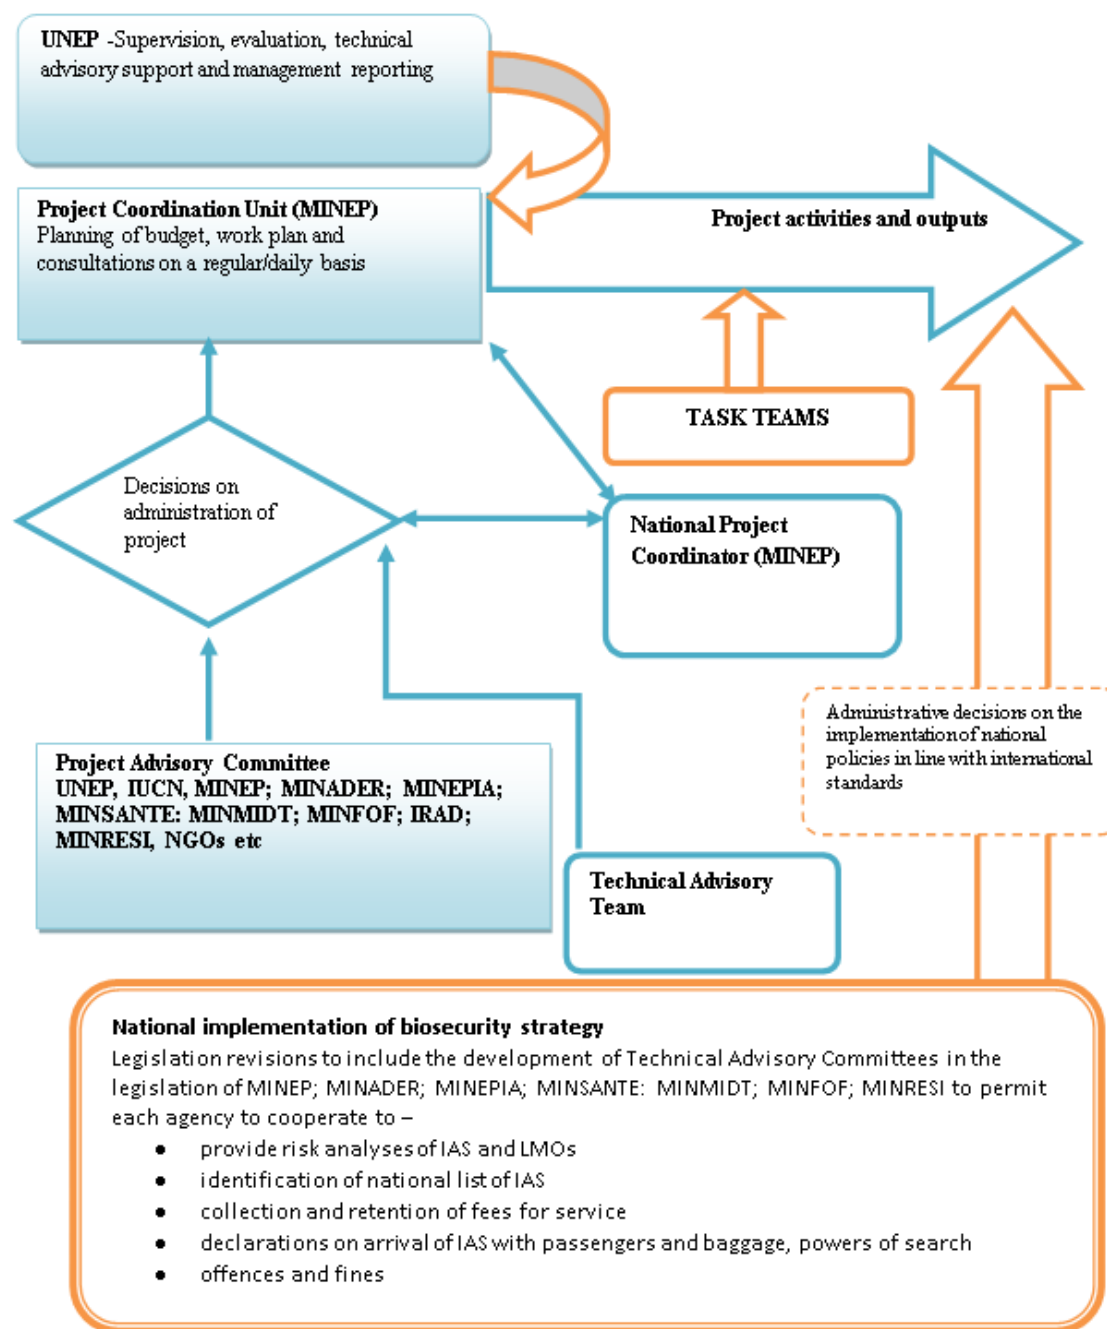 UNEP -Supervision, evaluation, technical
advisory support and management reporting
Project Coordination Unit (MINEP)
Planning of budget, work plan and
consultations on a regular/daily basis
Project activities and outputs
TASK TEAMS
Decisions on
administration of
project
National Project
Coordinator (MINEP)
Administrative decisions on the
implementation of national
policies in line with international
standards
Project Advisory Committee
UNEP, IUCN, MINEP; MINADER; MINEPIA;
MINSANTE: MINMIDT; MINFOF; IRAD;
MINRESI, NGOs etc
Technical Advisory
Team
National implementation of biosecurity strategy
Legislation revisions to include the development of Technical Advisory Committees in the
legislation of MINEP; MINADER; MINEPIA; MINSANTE: MINMIDT; MINFOF; MINRESI to permit
each agency to cooperate to –
● provide risk analyses of IAS and LMOs
● identification of national list of IAS
● collection and retention of fees for service
● declarations on arrival of IAS with passengers and baggage, powers of search
● offences and fines